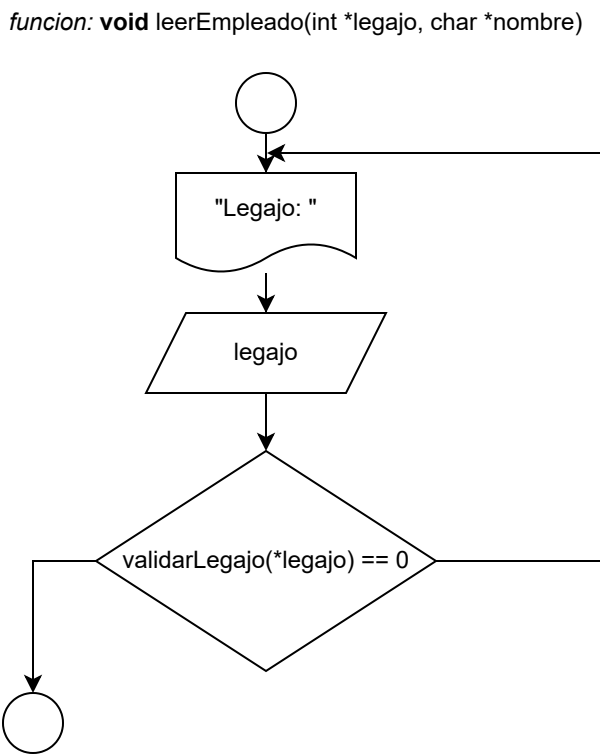 funcion: void leerEmpleado(int *legajo, char *nombre)
"Legajo: "
legajo
validarLegajo(*legajo) == 0